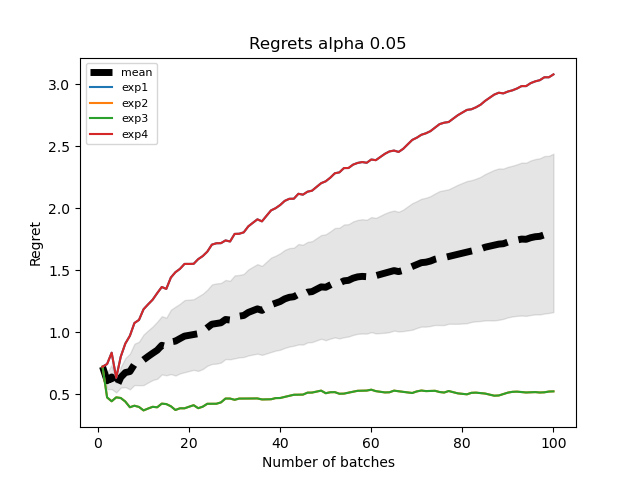 Regrets alpha 0.05
mean
exp1
exp2
exp3
exp4
Regret
3.0
2.5
2.0
1.5
1.0
0.5
0 20 40 60 80 100
Number of batches